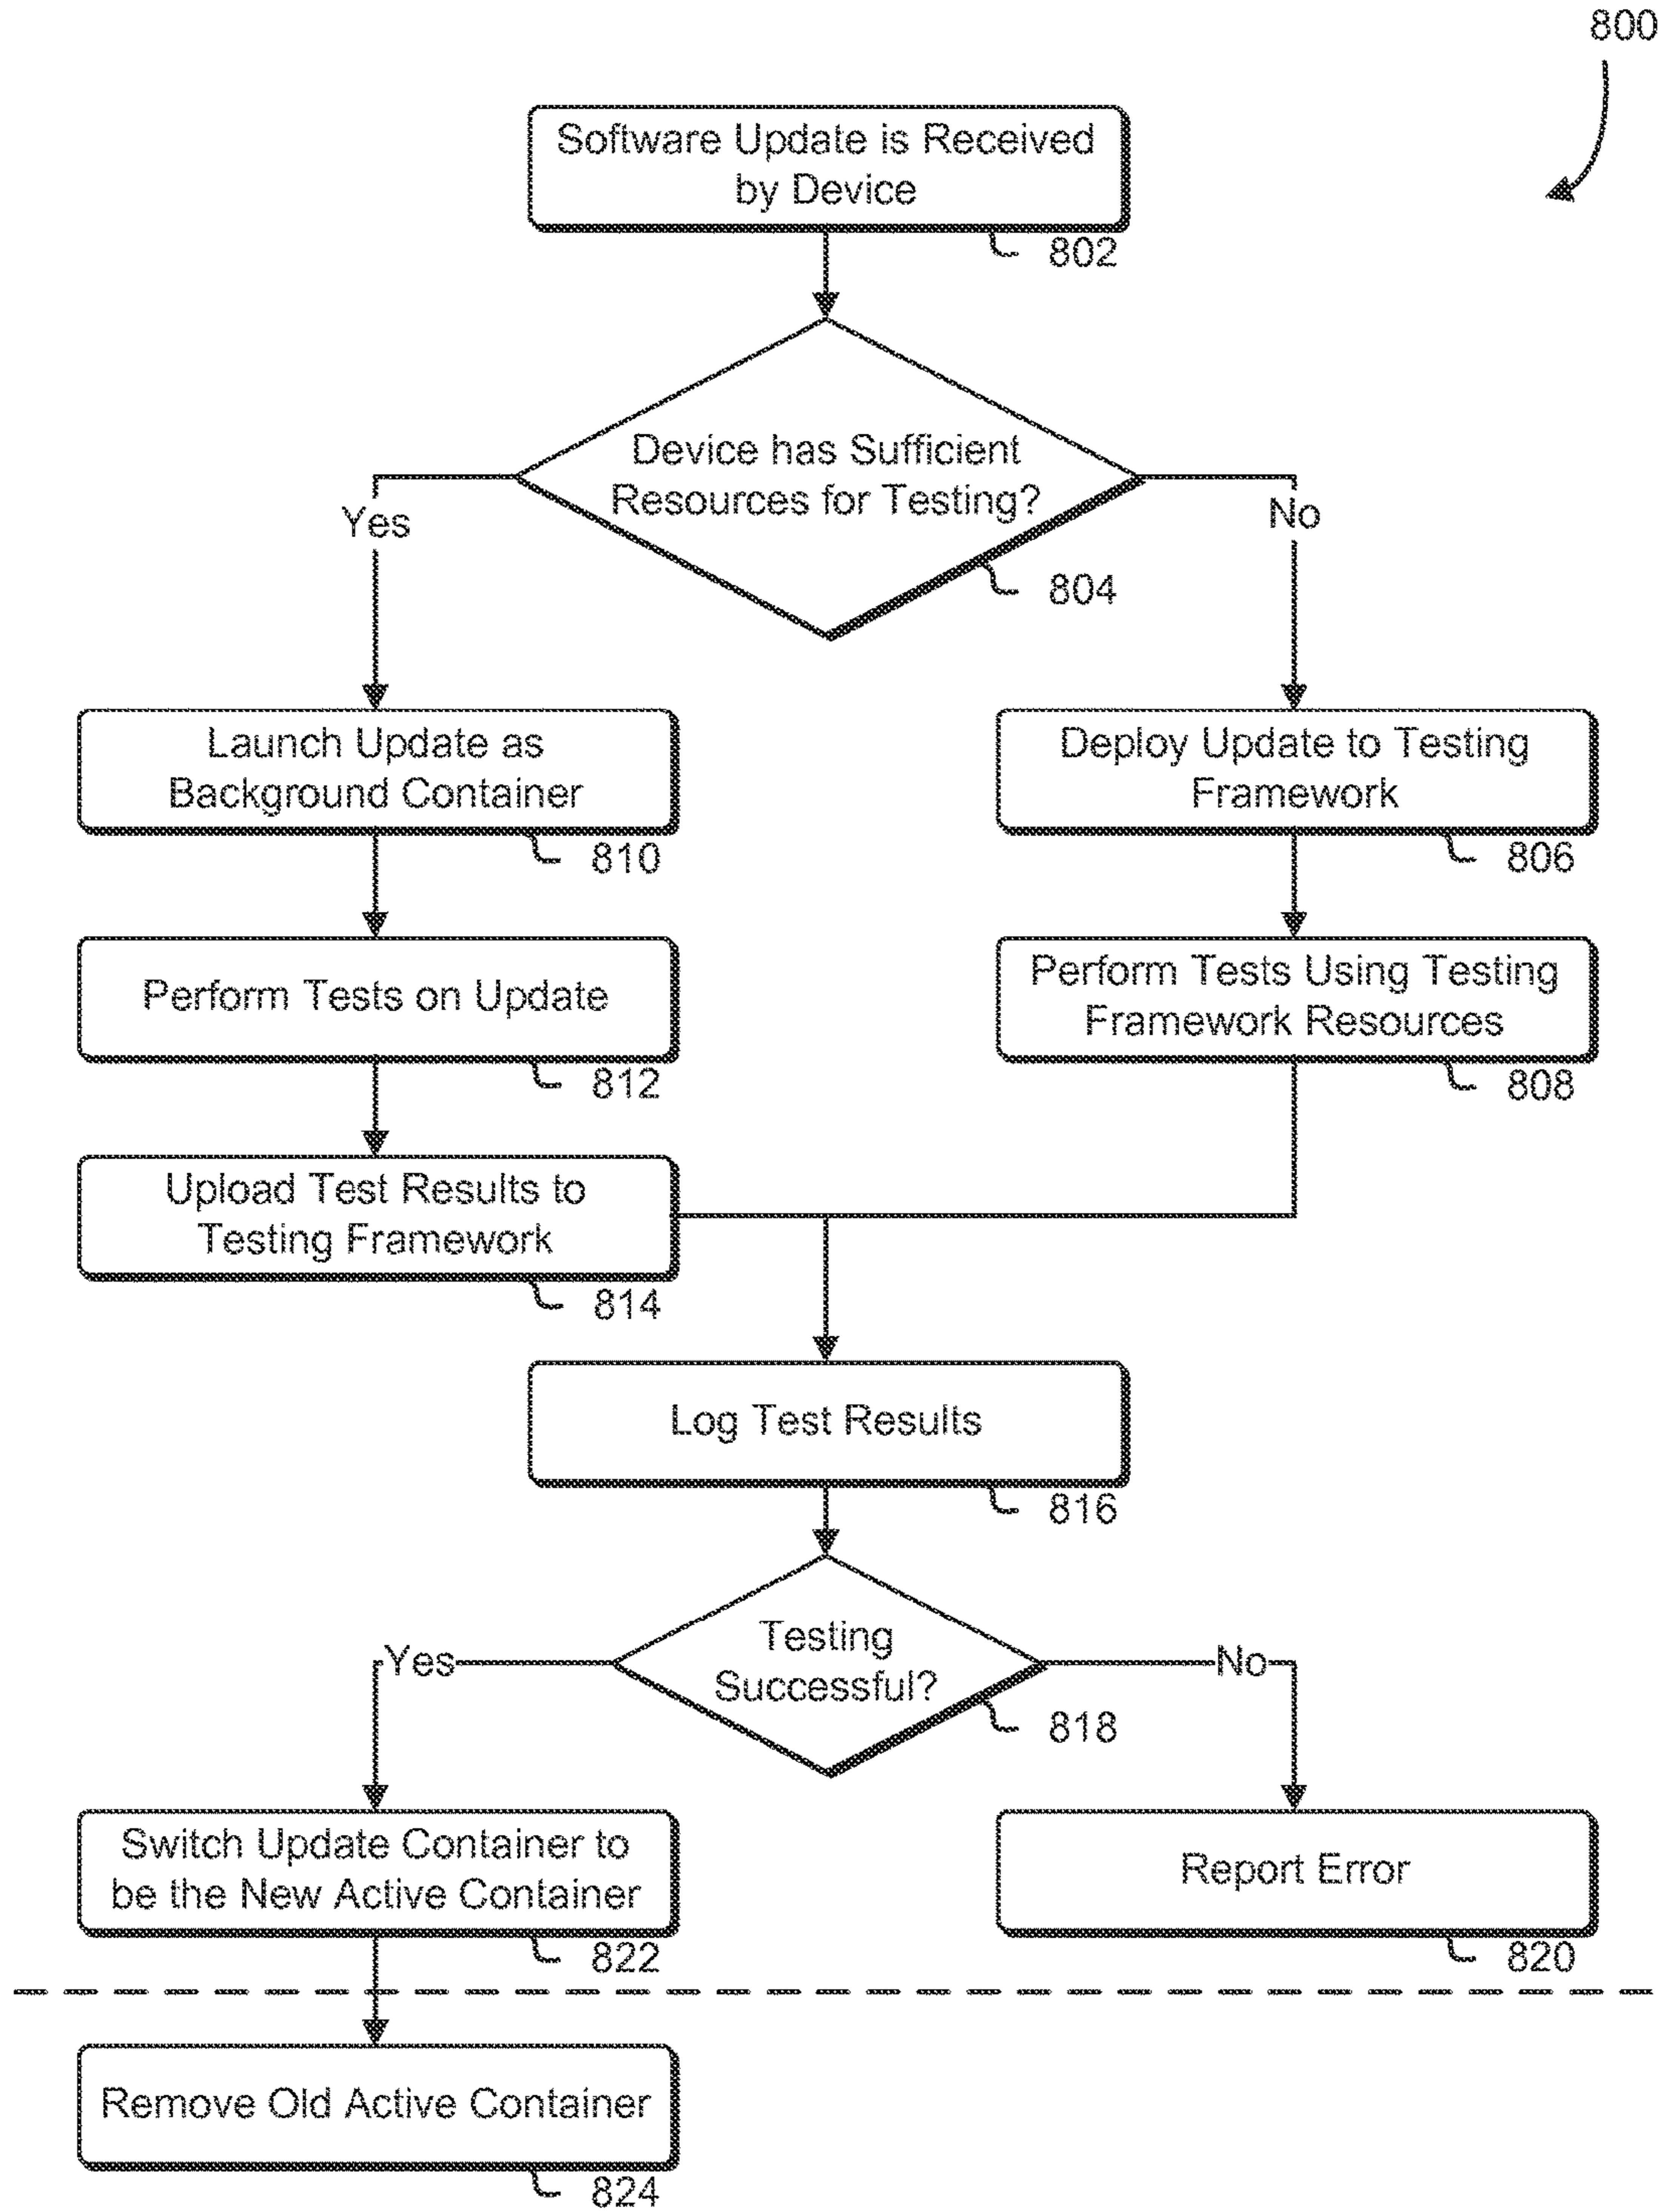 800
Software Update is Received
by Device
802
Device has Sufficient
Resources for Testing?
804
Yes
No
Launch Update as
Background Container
810
Deploy Update to Testing
Framework
806
Perform Tests on Update
812
Perform Tests Using Testing
Framework Resources
808
Upload Test Results to
Testing Framework
814
Log Test Results
816
Testing
Successful?
818
Yes
No
Switch Update Container to
be the New Active Container
822
Report Error
820
Remove Old Active Container
824